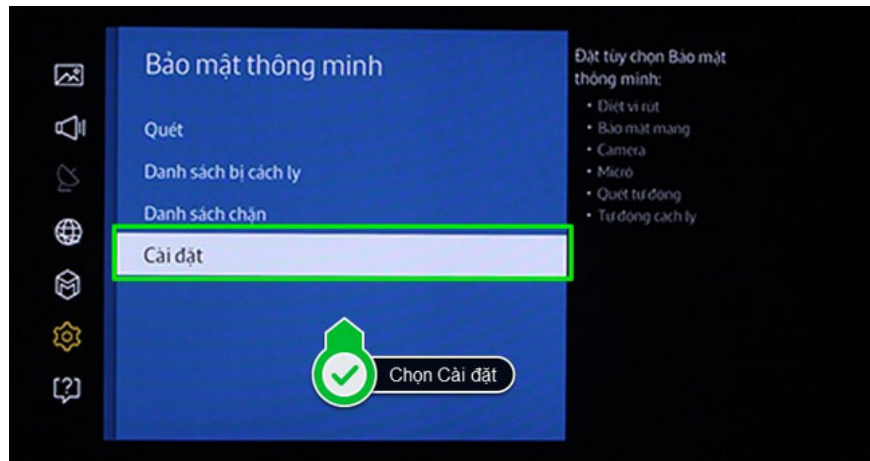 Bảo mật thông minh
Quét
Danh sách bị cách ly
Danh sách chặn
Cài đặt
Chọn Cài đặt
Đặt tùy chọn Bảo mật
thông minh:
• Diệt vi rút
• Bảo mật mạng
• Camera
• Micrô
• Quét tự động
• Tự động cách ly
[?]